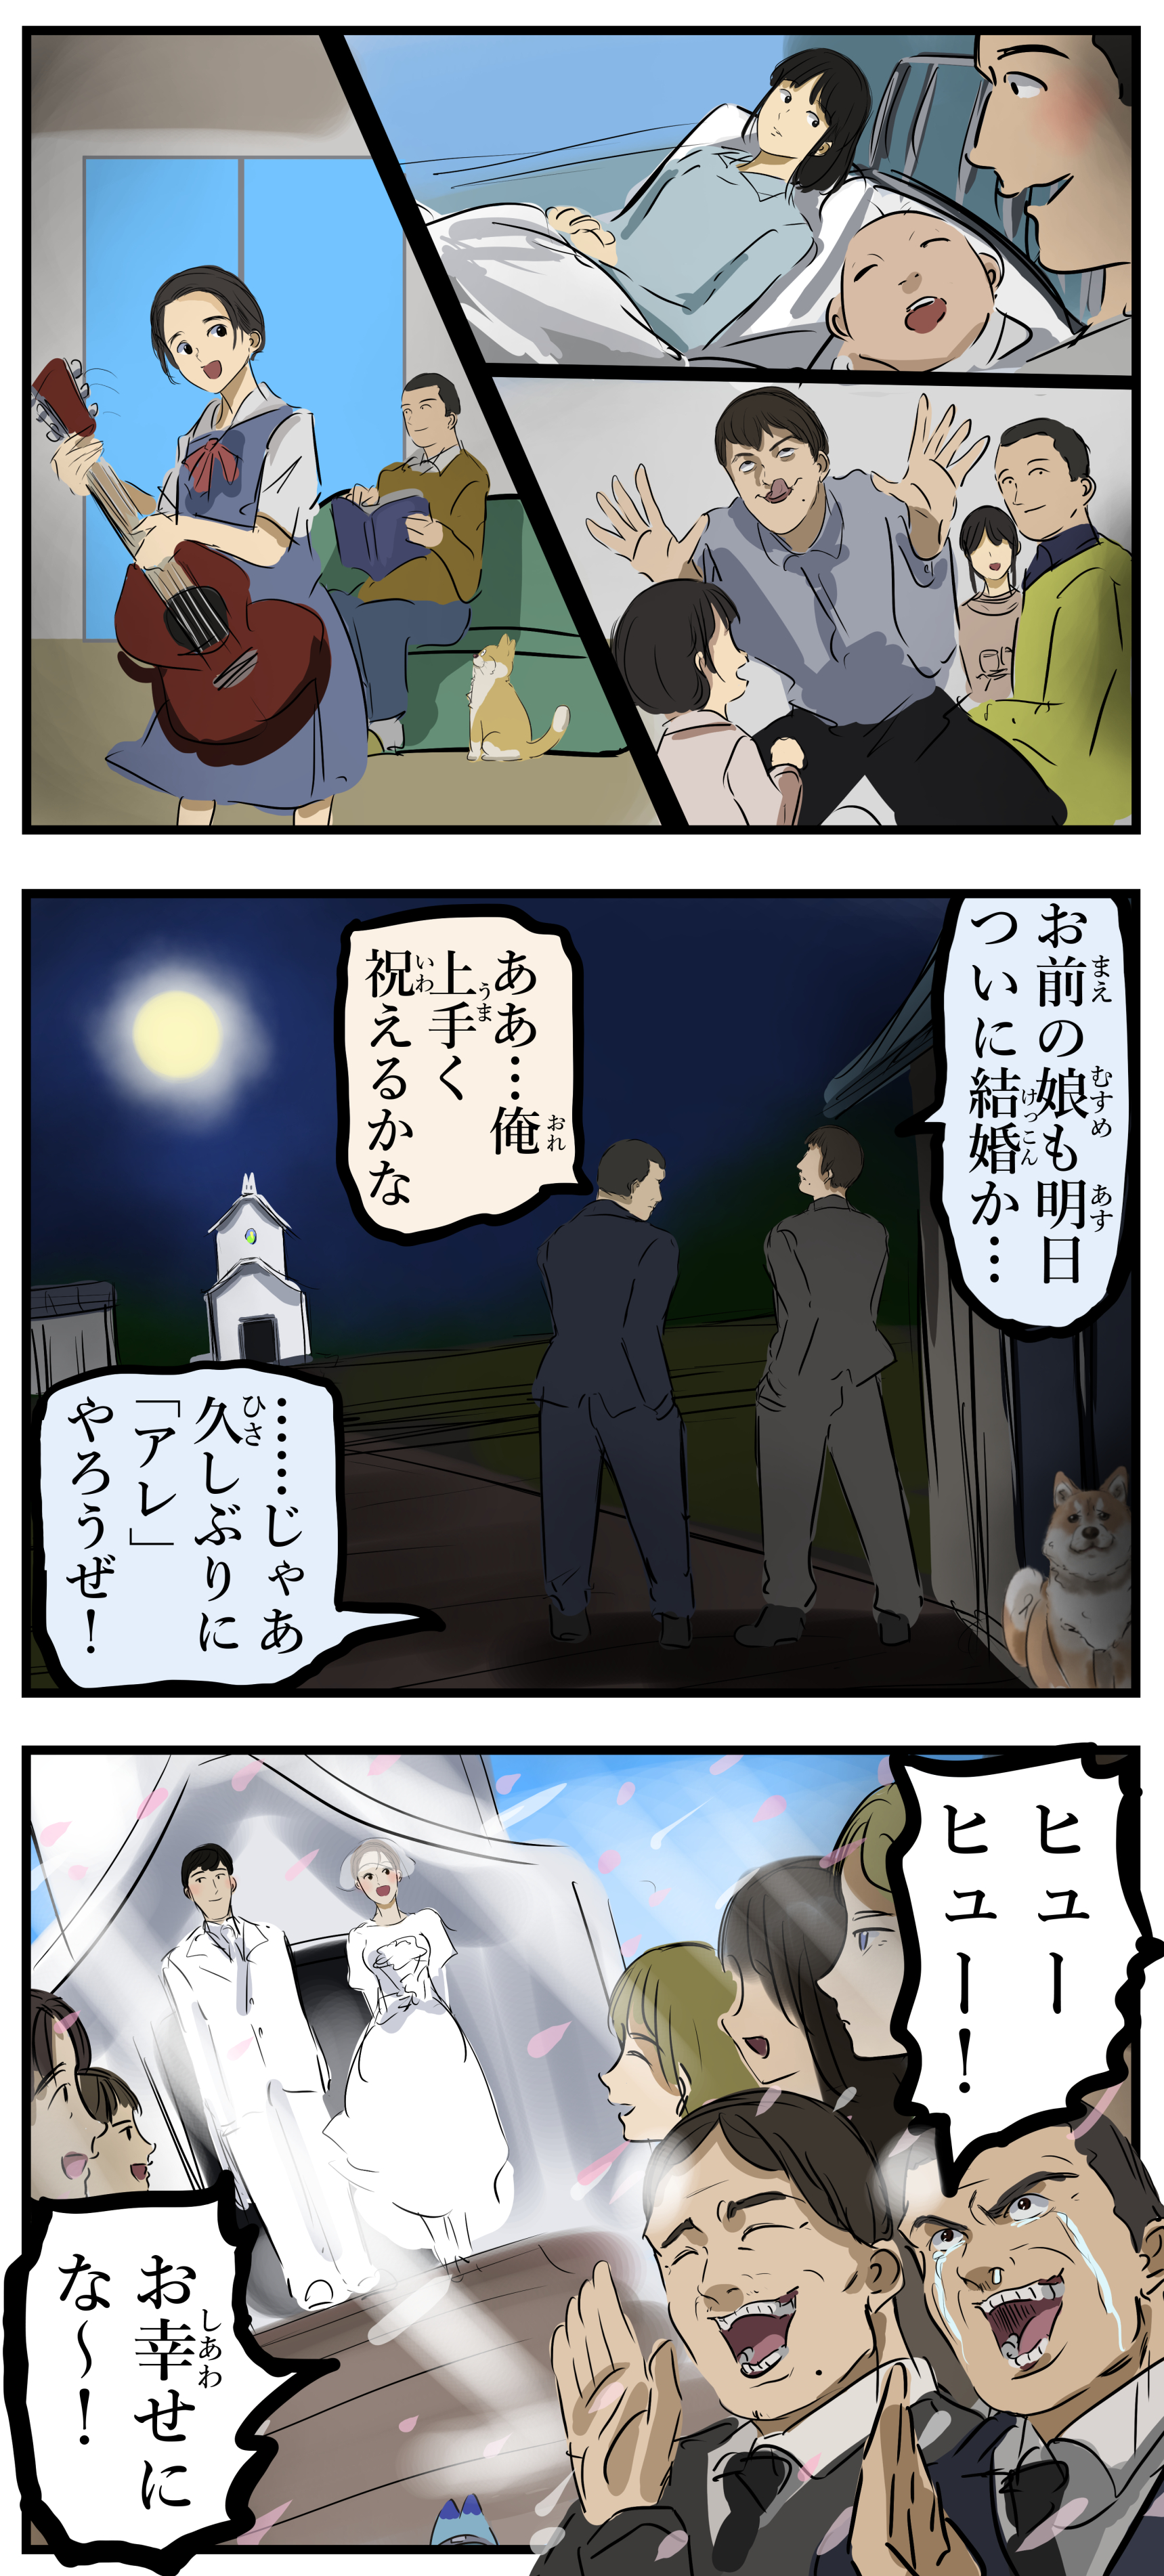 お前の娘も明日
ついに結婚か…
ああ…俺
上手く
祝えるかな
……じゃあ
久しぶりに
「アレ」
やろうぜ！
ヒュー
ヒュー！
お幸せに
な〜！